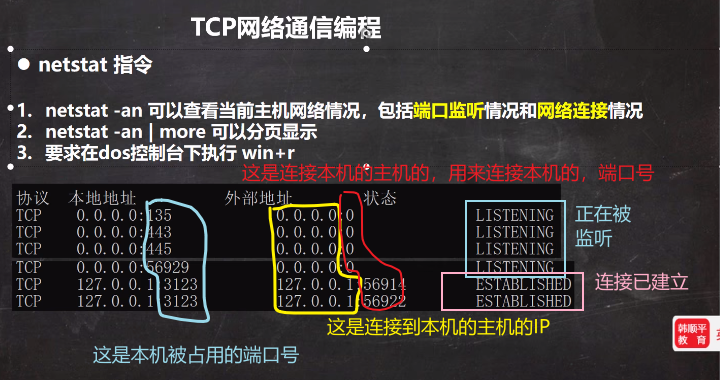 TCP网络通信编程
● netstat 指令
1. netstat -an 可以查看当前主机网络情况，包括端口监听情况和网络连接情况
2. netstat -an | more 可以分页显示
3. 要求在dos控制台下执行 win+r
这是连接本机的主机的，用来连接本机的，端口号
协议 本地地址 外部地址 状态
TCP 0.0.0.0:135 0.0.0.0:0 LISTENING
TCP 0.0.0.0:443 0.0.0.0:0 LISTENING
TCP 0.0.0.0:445 0.0.0.0:0 LISTENING
TCP 0.0.0.0:56929 0.0.0.0:0 LISTENING
TCP 127.0.0.1:3123 127.0.0.1:56914 ESTABLISHED
TCP 127.0.0.1:3123 127.0.0.1:56922 ESTABLISHED
正在被
监听
连接已建立
这是连接到本机的主机的IP
这是本机被占用的端口号
韩顺平
教育